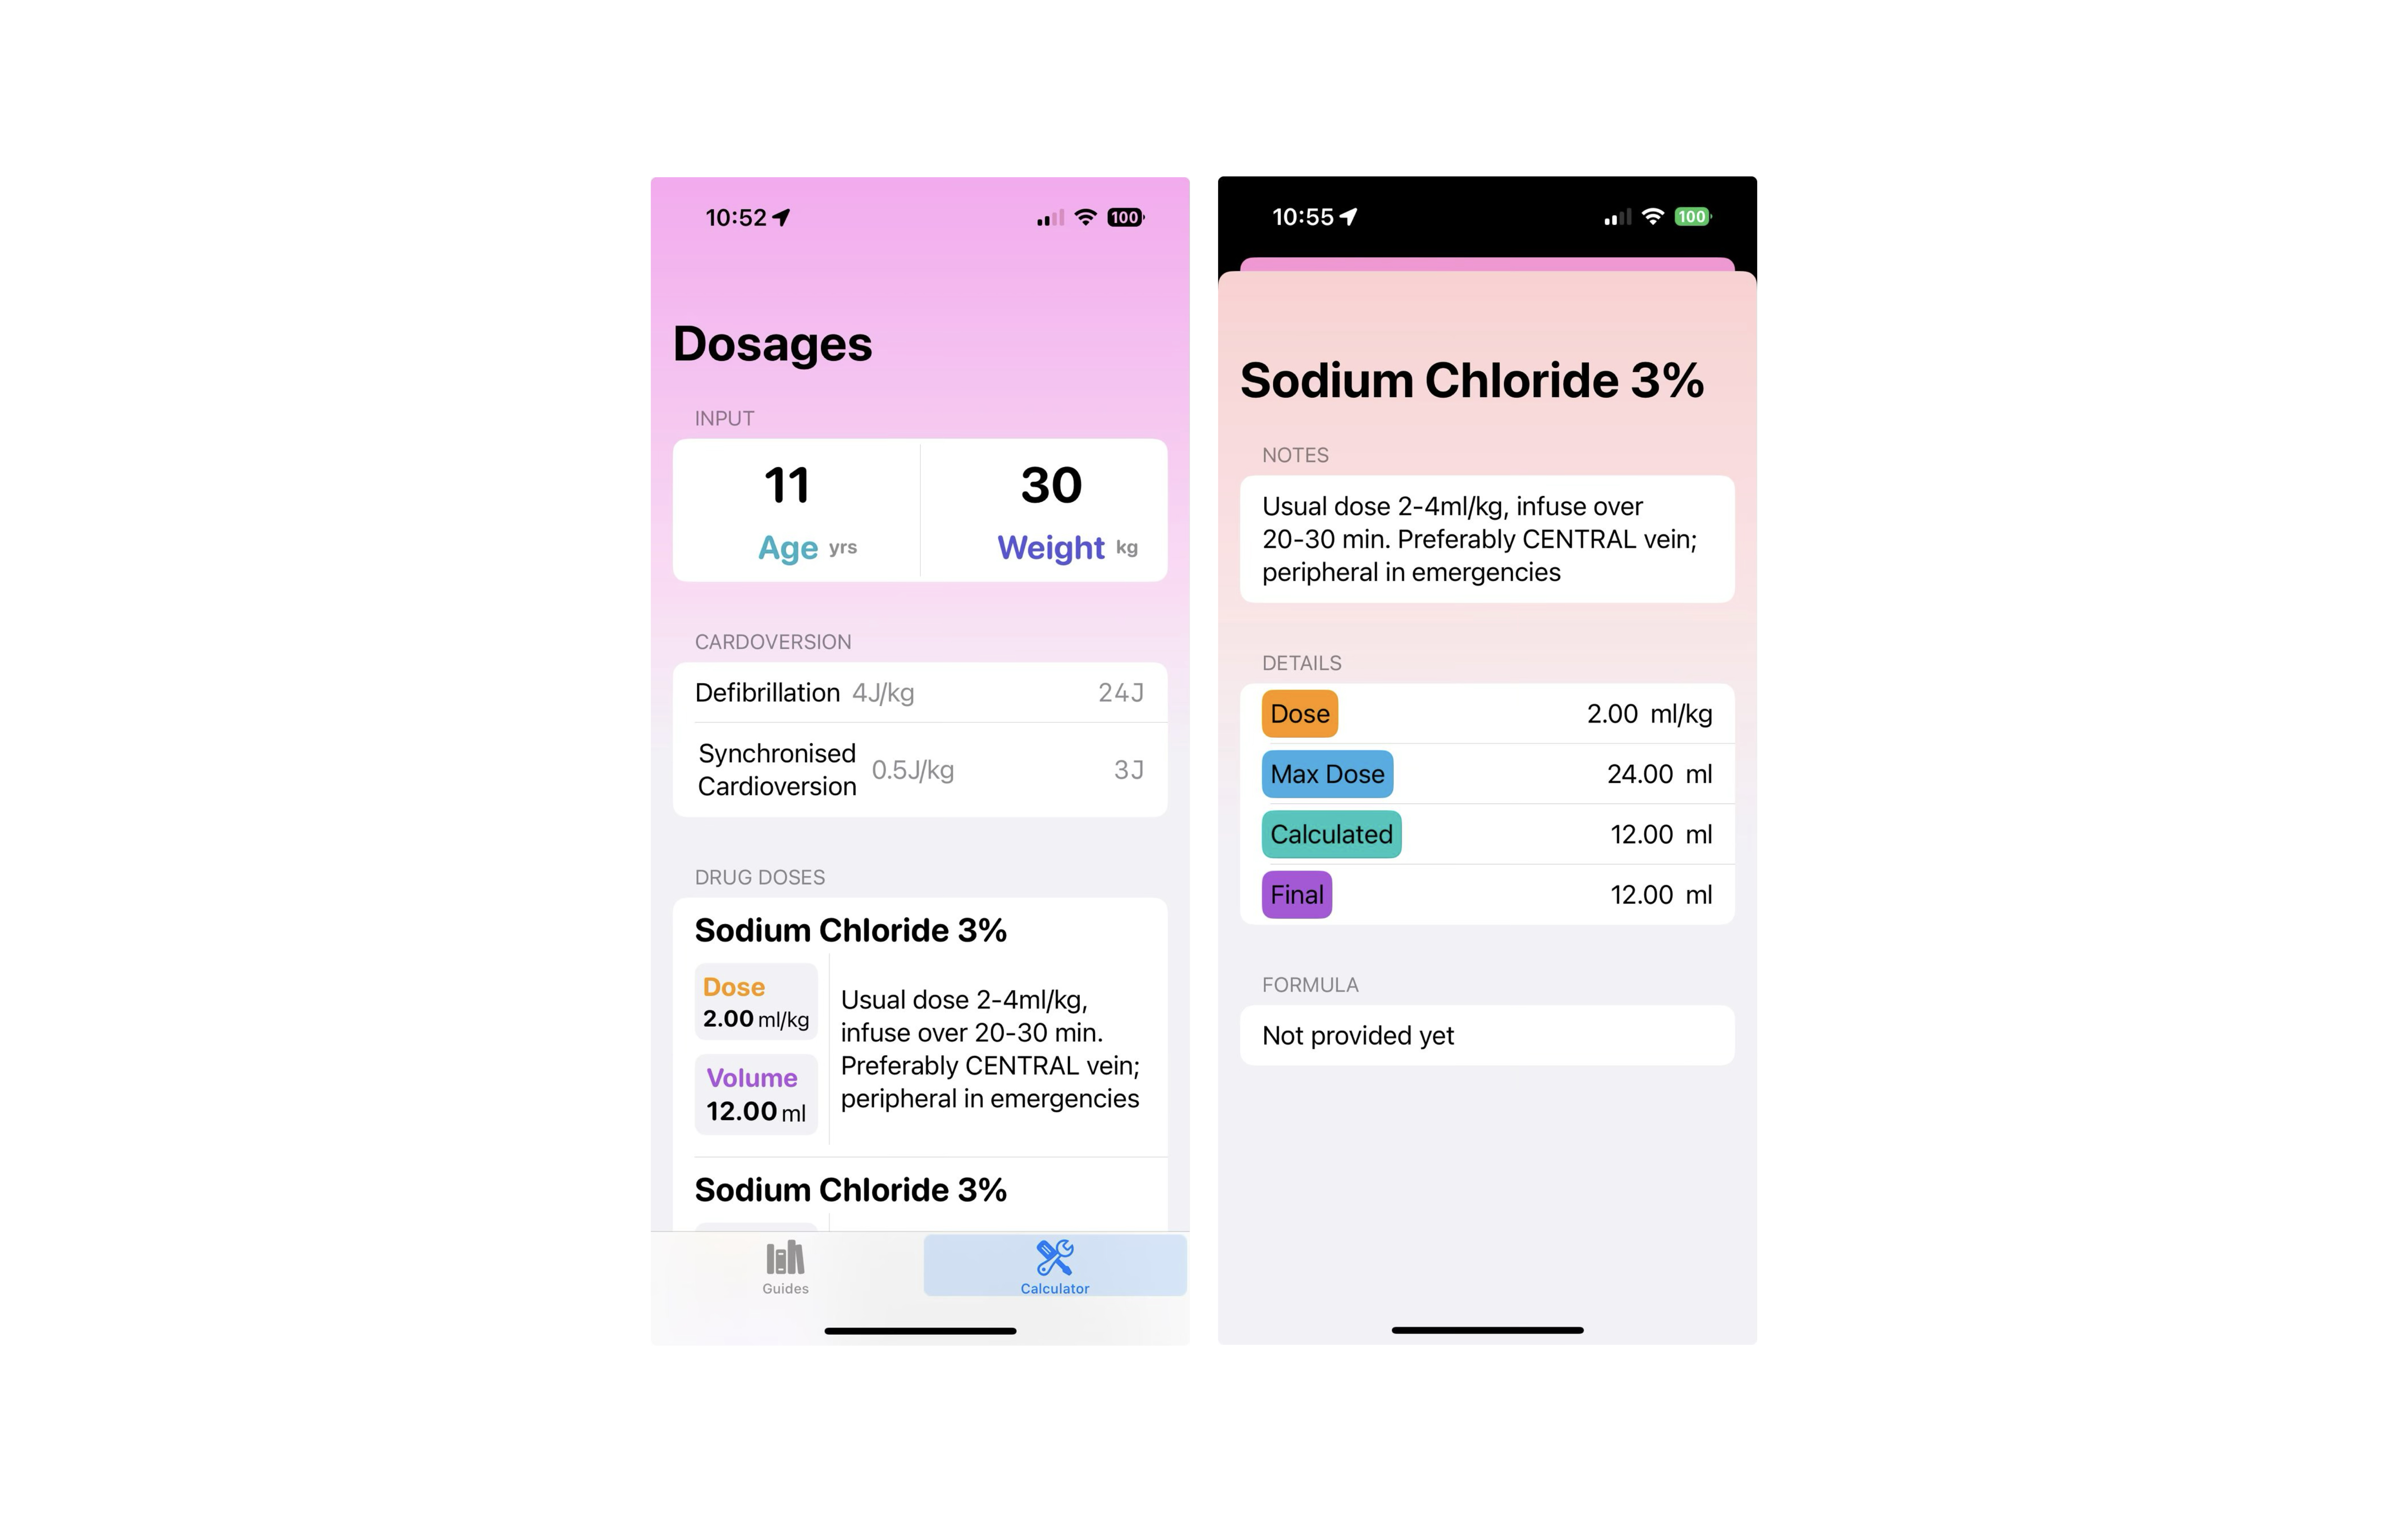 10:52
100
Dosages
INPUT
11
Age yrs
30
Weight kg
CARDOVERSION
Defibrillation 4J/kg 24J
Synchronised
Cardioversion 0.5J/kg 3J
DRUG DOSES
Sodium Chloride 3%
Dose
2.00 ml/kg
Volume
12.00 ml
Usual dose 2-4ml/kg,
infuse over 20-30 min.
Preferably CENTRAL vein;
peripheral in emergencies
Sodium Chloride 3%
Guides
Calculator
10:55
100
Sodium Chloride 3%
NOTES
Usual dose 2-4ml/kg, infuse over
20-30 min. Preferably CENTRAL vein;
peripheral in emergencies
DETAILS
Dose 2.00 ml/kg
Max Dose 24.00 ml
Calculated 12.00 ml
Final 12.00 ml
FORMULA
Not provided yet